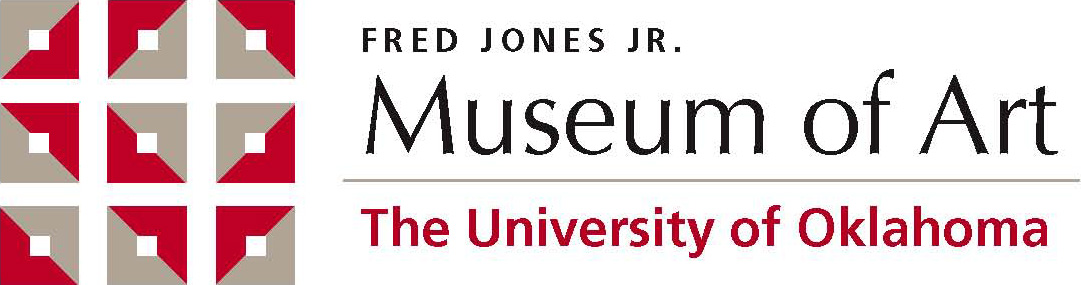 FRED JONES JR.
Museum of Art
The University of Oklahoma